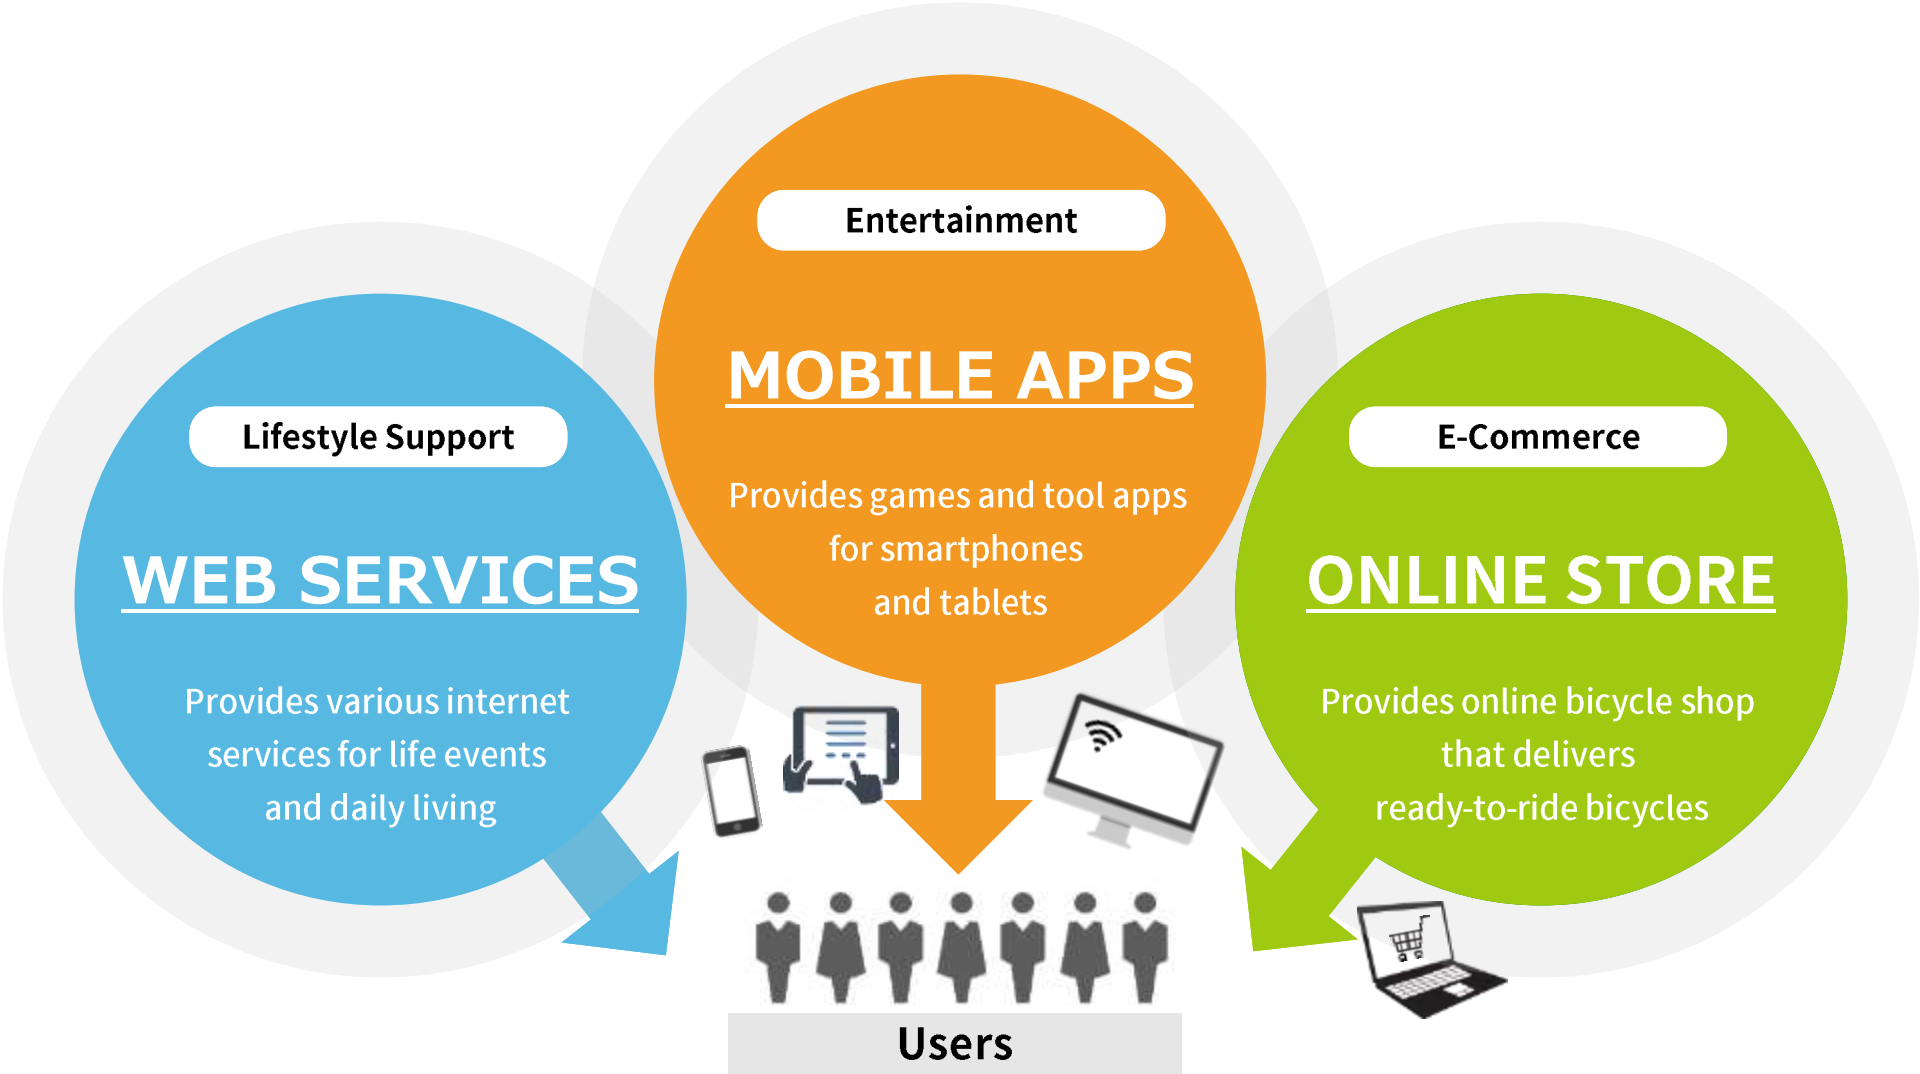 Entertainment
MOBILE APPS
Provides games and tool apps
for smartphones
and tablets
Lifestyle Support
WEB SERVICES
Provides various internet
services for life events
and daily living
E-Commerce
ONLINE STORE
Provides online bicycle shop
that delivers
ready-to-ride bicycles
Users